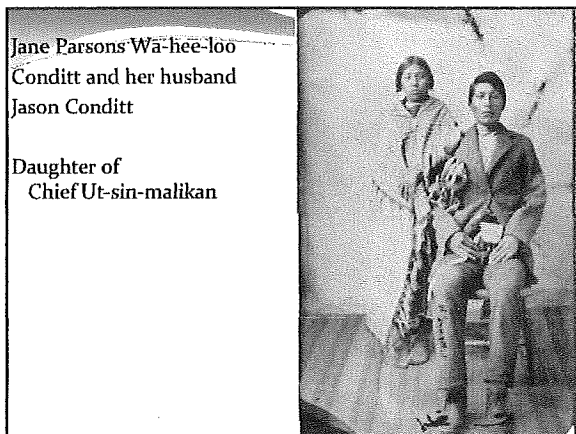 Jane Parsons Wa-hee-loo
Conditt and her husband
Jason Conditt
Daughter of
Chief Ut-sin-malikan